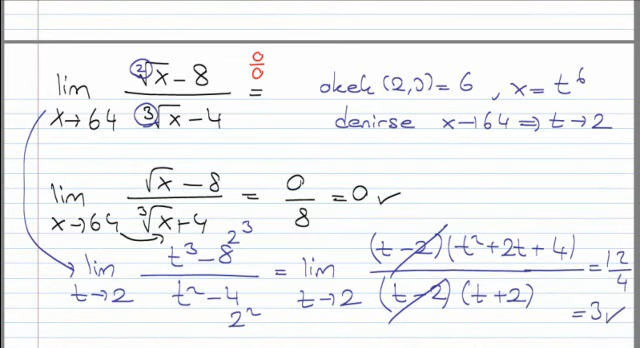 lim x→64 (²√x - 8)/(³√x - 4) = 0/0 okek(2,3) = 6, x = t⁶
denirse x→64 ⇒ t→2
lim x→64 (√x - 8)/(³√x + 4) = 0/8 = 0 ✓
lim t→2 (t³ - 8 2³)/(t² - 4 2²) = lim t→2 (t-2)(t²+2t+4)/(t-2)(t+2) = 12/4
= 3 ✓